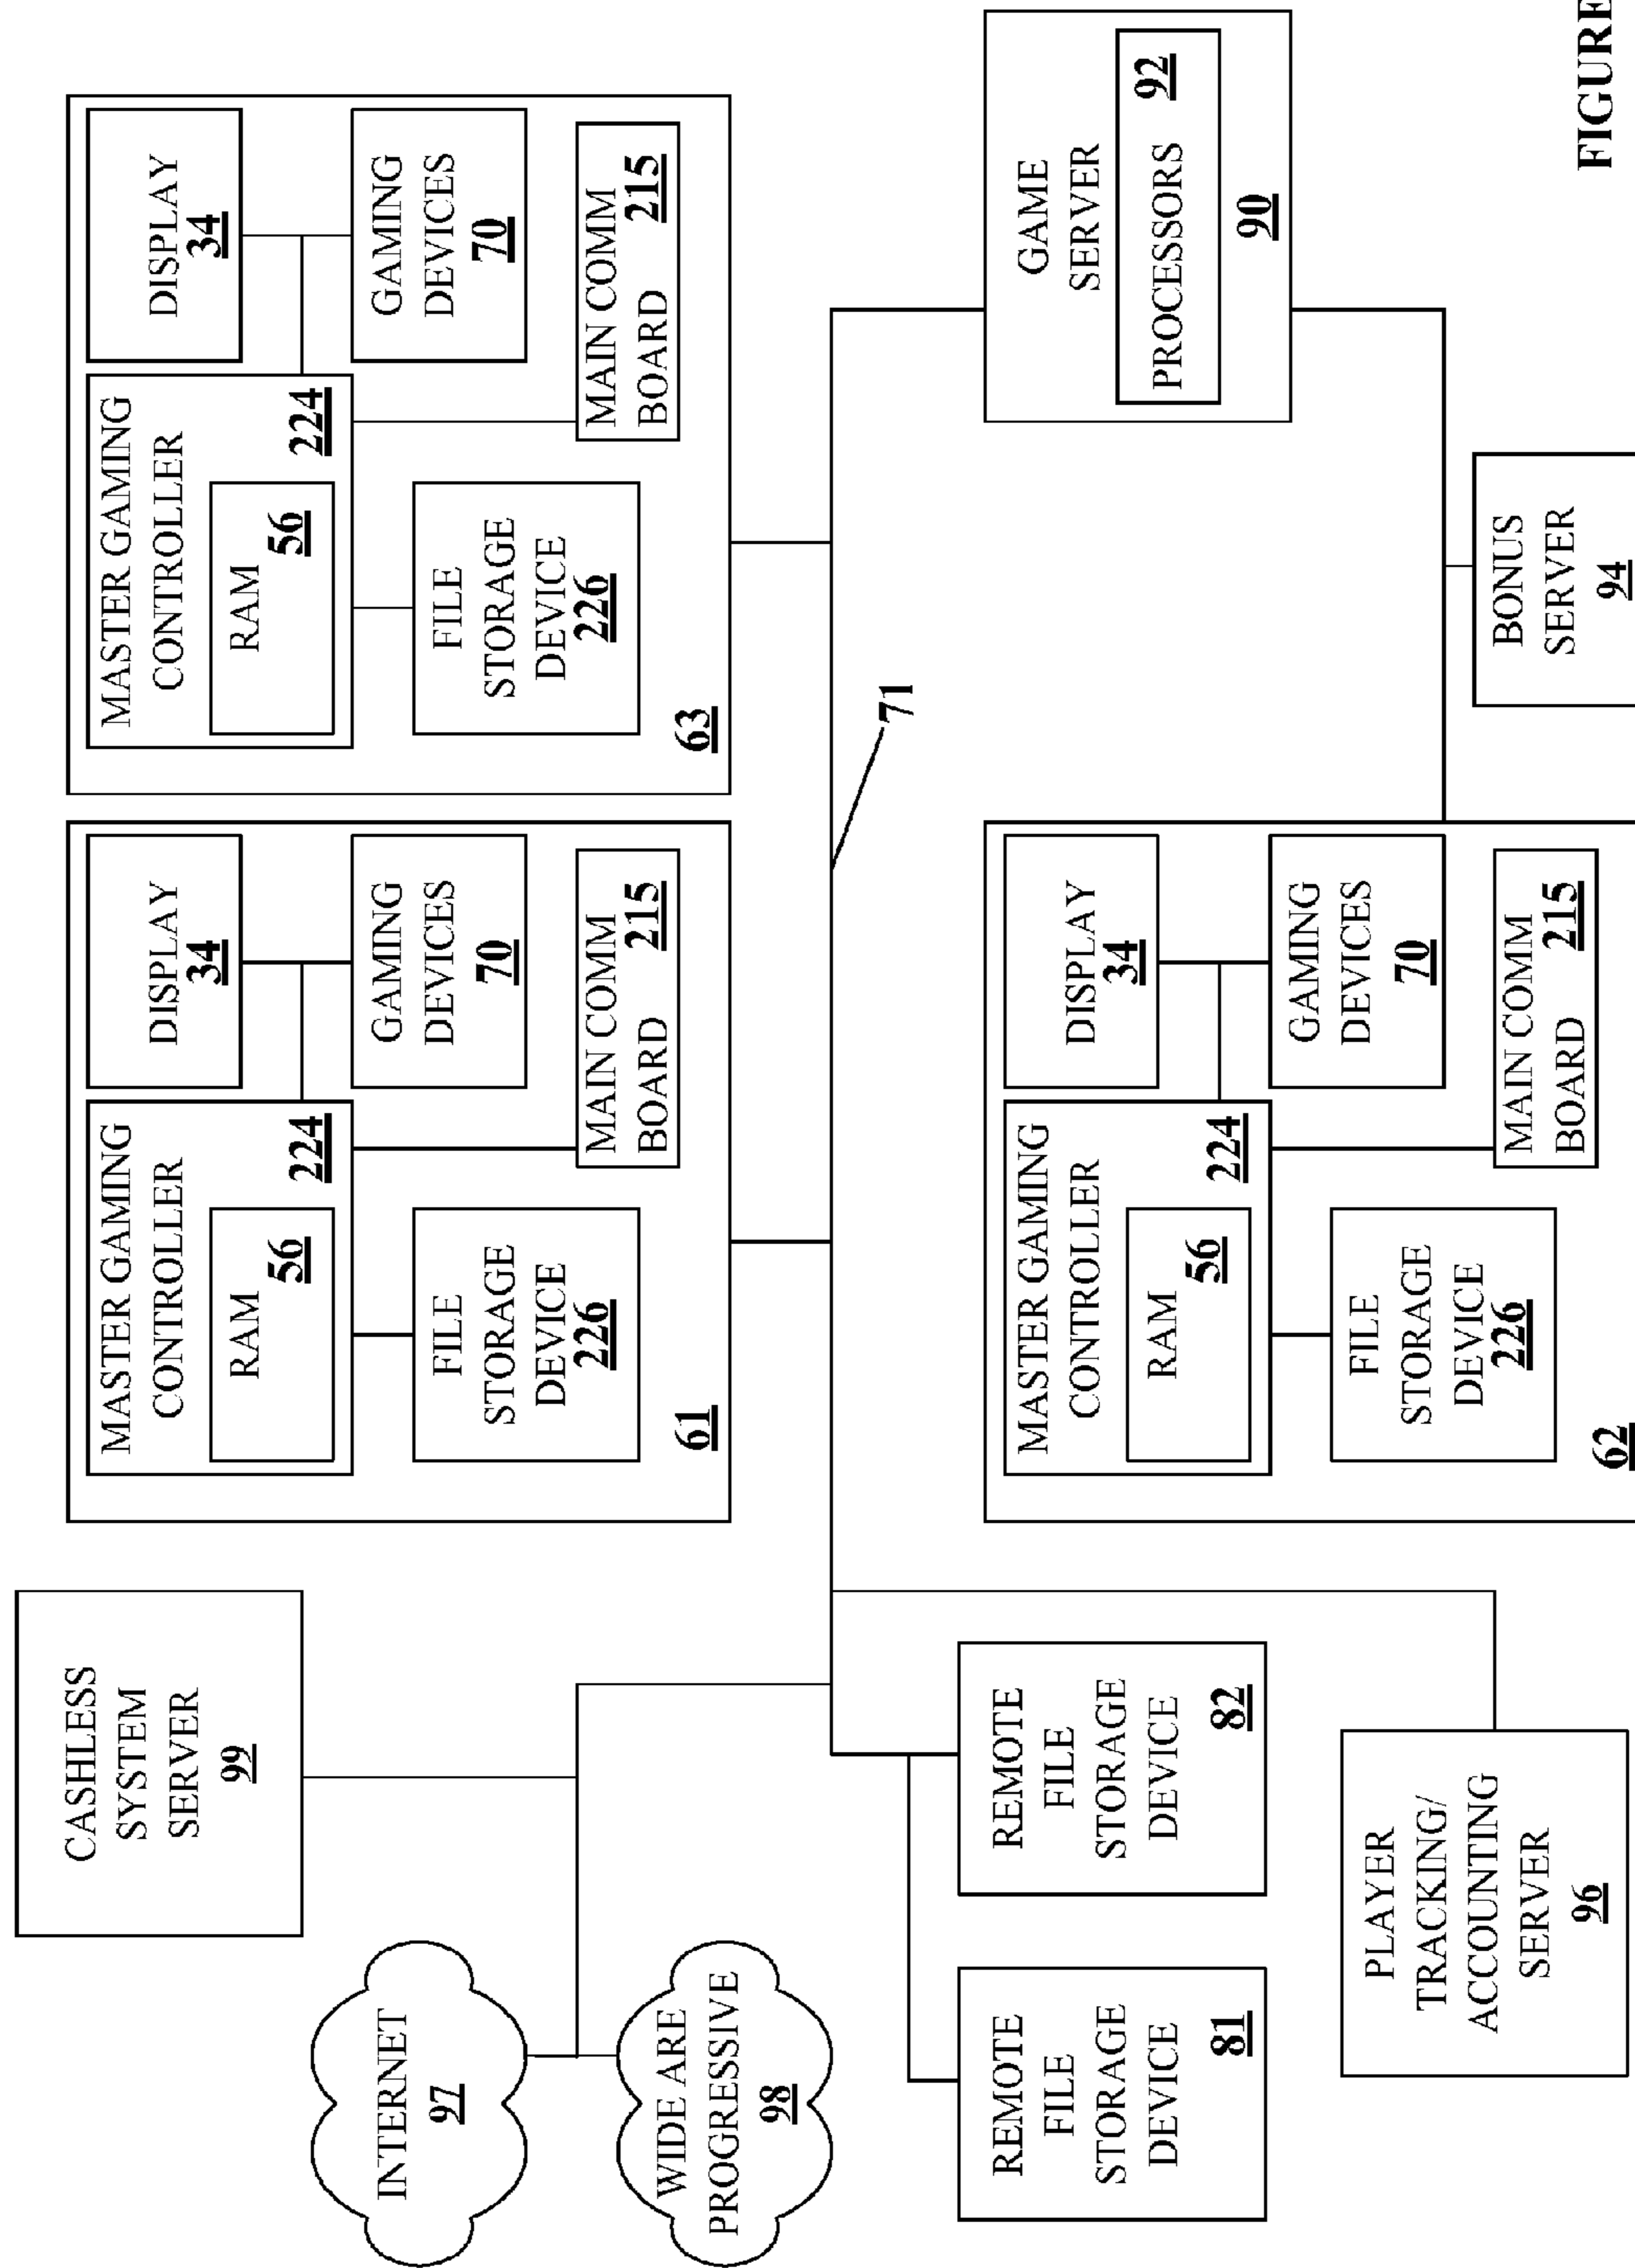 CASHLESS
SYSTEM
SERVER
99
INTERNET
97
WIDE ARE
PROGRESSIVE
98
MASTER GAMING
CONTROLLER
224
RAM
56
DISPLAY
34
GAMING
DEVICES
70
FILE
STORAGE
DEVICE
226
MAIN COMM
BOARD 215
61
MASTER GAMING
CONTROLLER
224
RAM
56
DISPLAY
34
GAMING
DEVICES
70
FILE
STORAGE
DEVICE
226
MAIN COMM
BOARD 215
63
71
REMOTE
FILE
STORAGE
DEVICE
81
REMOTE
FILE
STORAGE
DEVICE
82
PLAYER
TRACKING/
ACCOUNTING
SERVER
96
MASTER GAMING
CONTROLLER
224
RAM
56
DISPLAY
34
GAMING
DEVICES
70
FILE
STORAGE
DEVICE
226
MAIN COMM
BOARD 215
62
GAME
SERVER
PROCESSORS 92
90
BONUS
SERVER
94
FIGURE